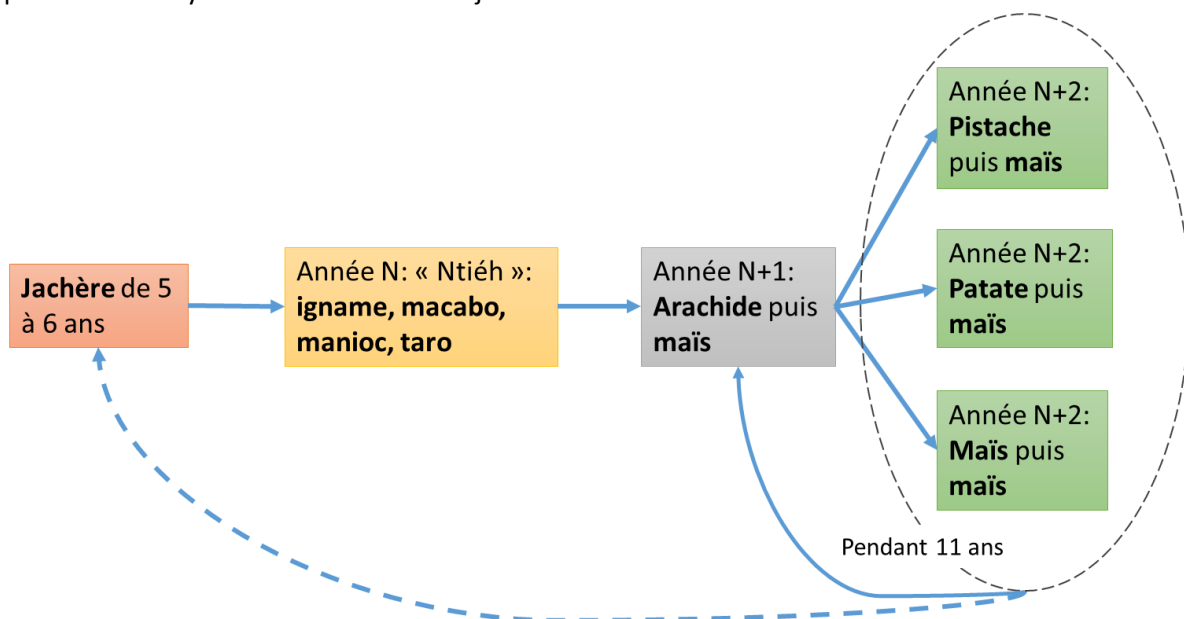 Jachère de 5
à 6 ans
Année N: « Ntiéh »:
igname, macabo,
manioc, taro
Année N+1:
Arachide puis
maïs
Année N+2:
Pistache
puis maïs
Année N+2:
Patate puis
maïs
Année N+2:
Maïs puis
maïs
Pendant 11 ans